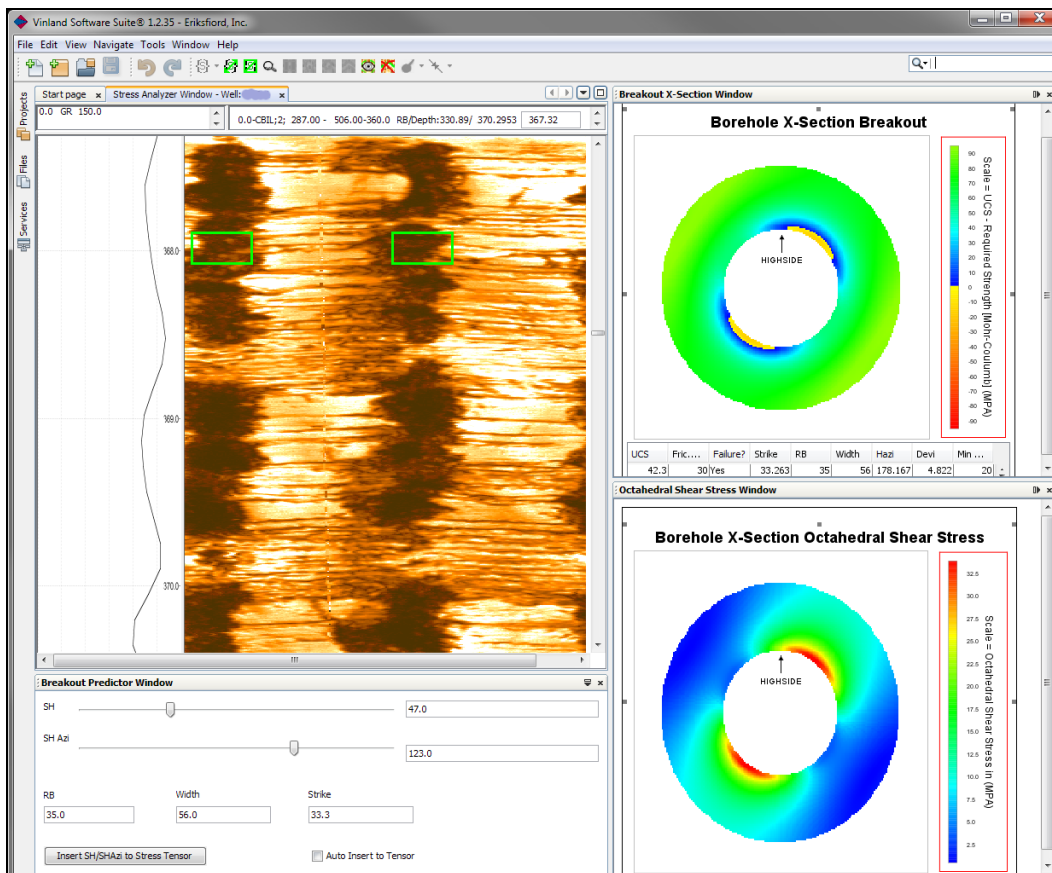 Vinland Software Suite® 1.2.35 - Eriksfiord, Inc.
File Edit View Navigate Tools Window Help
Projects
Files
Services
Start page
Stress Analyzer Window - Well:
0.0 GR 150.0
0.0-CBIL;2; 287.00 - 506.00-360.0 RB/Depth:330.89/ 370.2953
367.32
368.0
369.0
370.0
Breakout Predictor Window
SH
47.0
SH Azi
123.0
RB
Width
Strike
35.0
56.0
33.3
Insert SH/SHAzi to Stress Tensor
Auto Insert to Tensor
Breakout X-Section Window
Borehole X-Section Breakout
HIGHSIDE
90
80
70
60
50
40
30
20
10
0
-10
-20
-30
-40
-50
-60
-70
-80
-90
Scale = UCS - Required Strength [Mohr-Coulumb] (MPA)
UCS Fric.... Failure? Strike RB Width Hazi Devi Min ...
42.3 30 Yes 33.263 35 56 178.167 4.822 20
Octahedral Shear Stress Window
Borehole X-Section Octahedral Shear Stress
HIGHSIDE
32.5
30.0
27.5
25.0
22.5
20.0
17.5
15.0
12.5
10.0
7.5
5.0
2.5
Scale = Octahedral Shear Stress in (MPA)